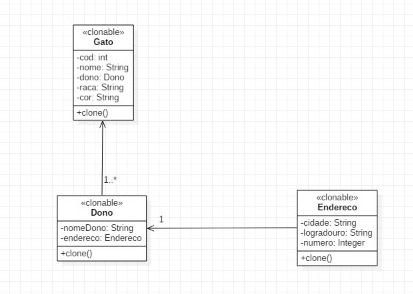 «clonable»
Gato
-cod: int
-nome: String
-dono: Dono
-raca: String
-cor: String
+clone()
1..*
«clonable»
Dono
-nomeDono: String
-endereco: Endereco
+clone()
1
«clonable»
Endereco
-cidade: String
-logradouro: String
-numero: Integer
+clone()